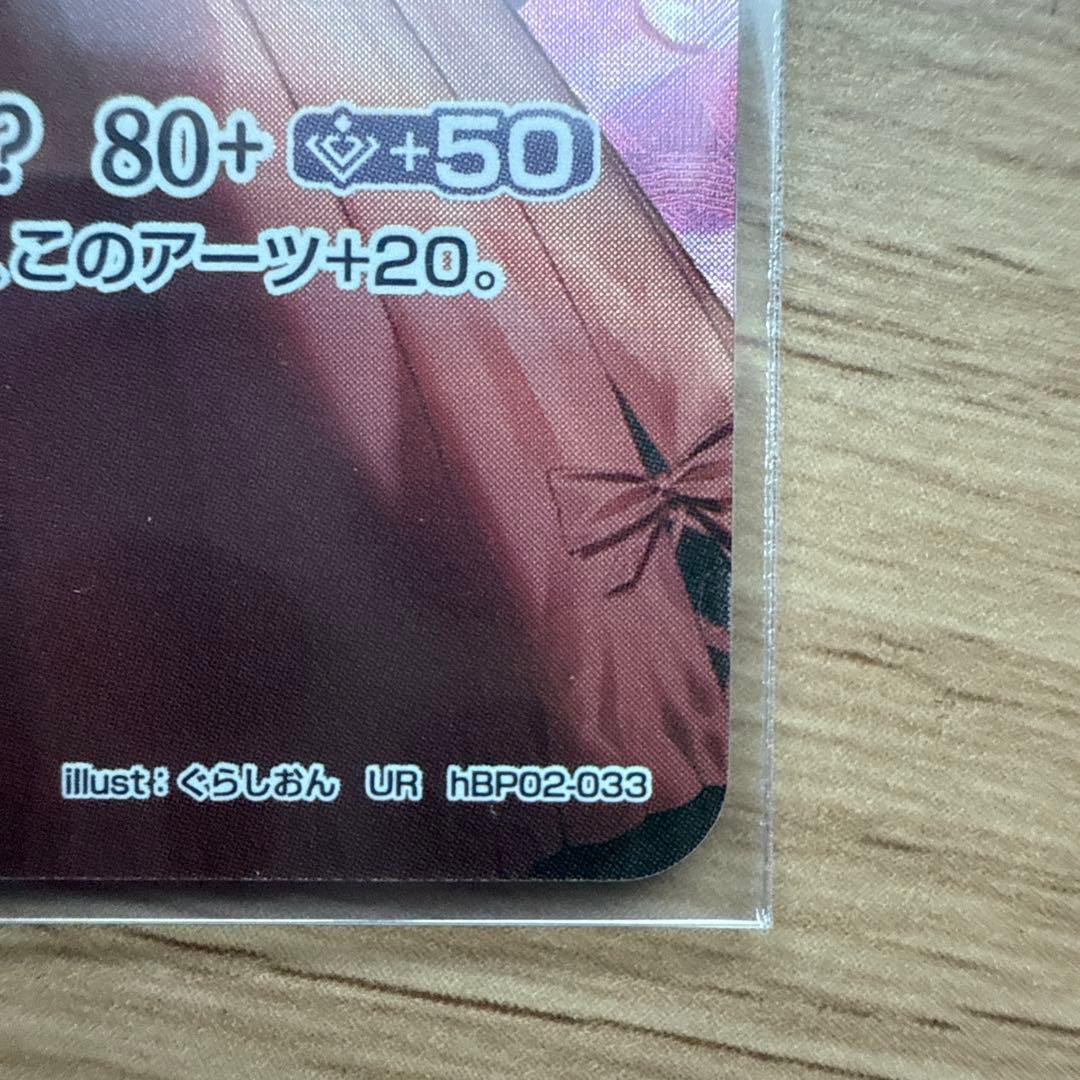 ? 80+ +50
、このアーツ+20。
illust:ぐらしおん UR hBP02-033